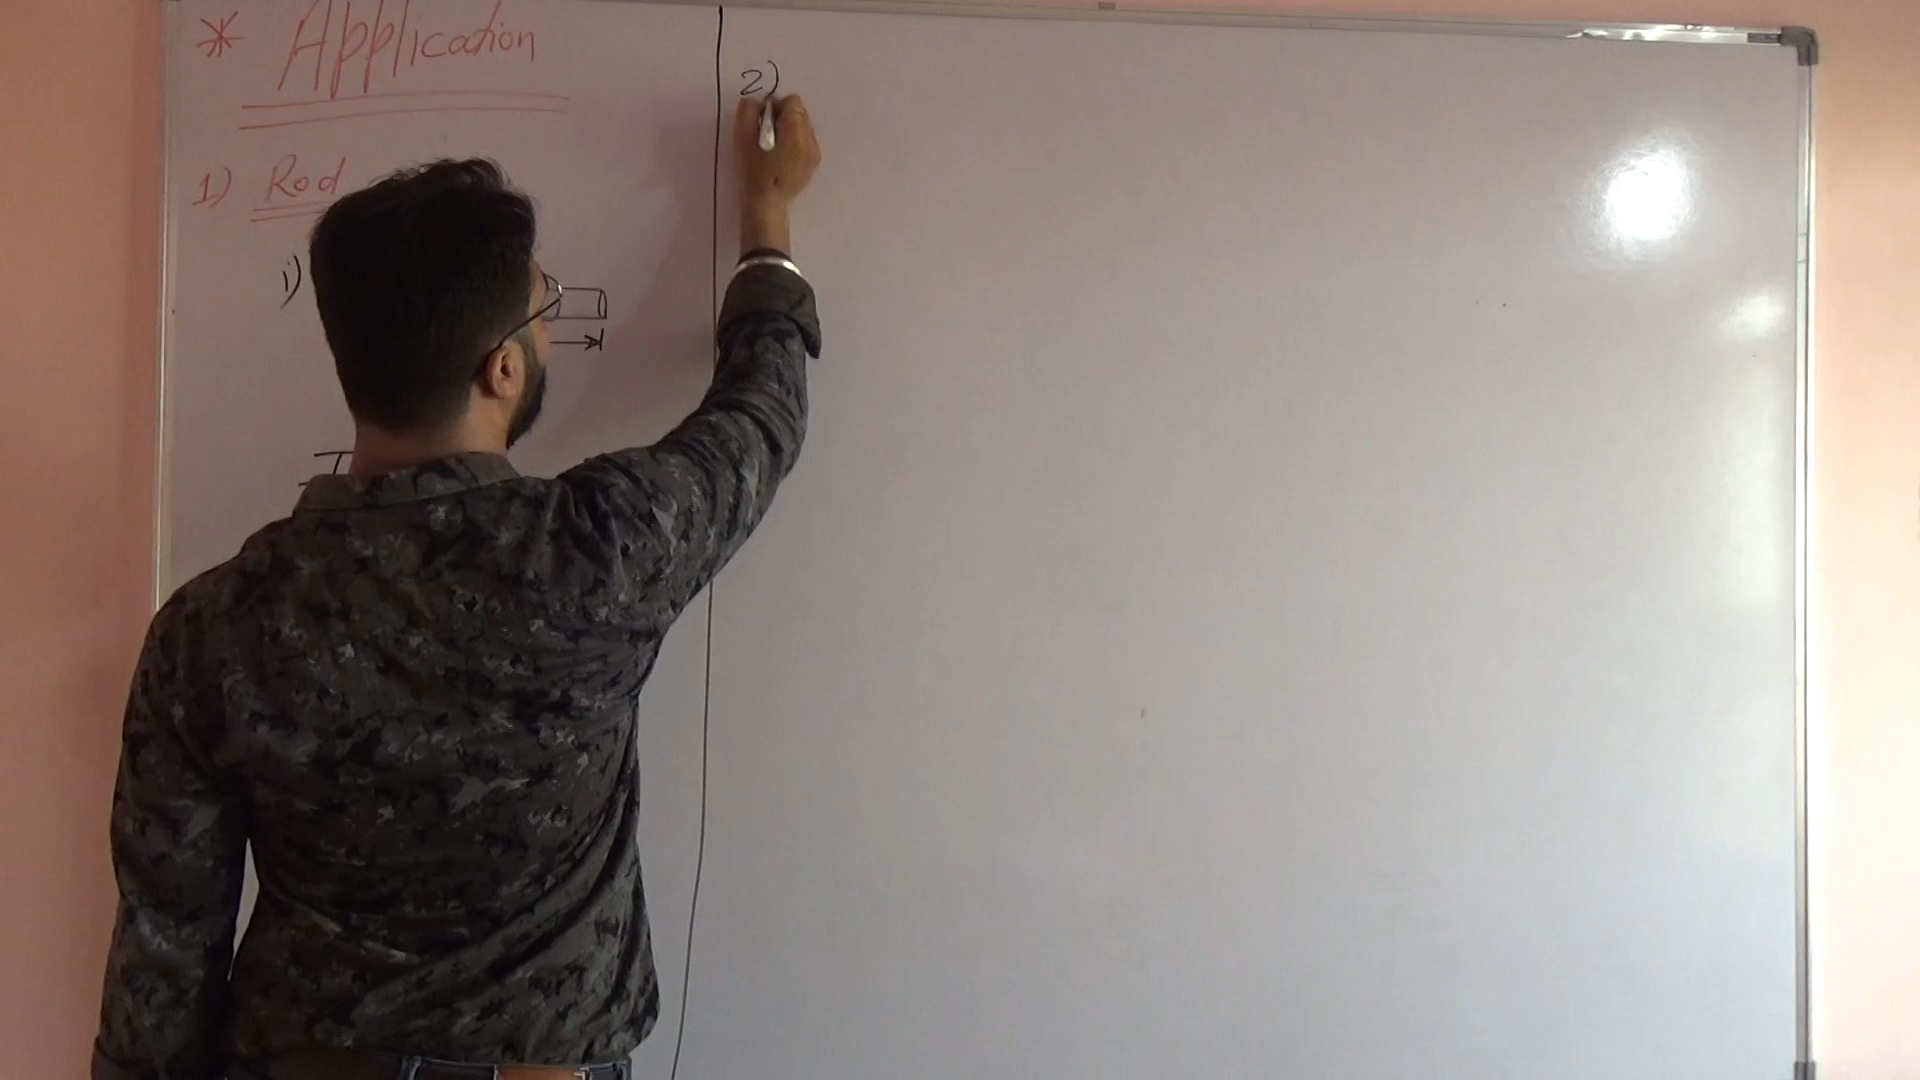 * Application
1) Rod
i)
I
2)